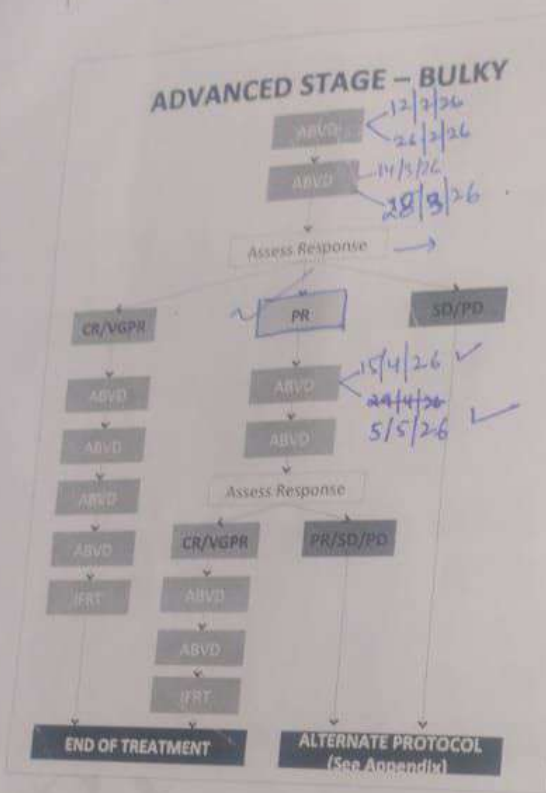 ADVANCED STAGE – BULKY
ABVD
12/2/26
26/2/26
ABVD
14/3/26
28/3/26
Assess Response
CR/VGPR
PR
SD/PD
ABVD
ABVD
15/4/26
29/4/26
5/5/26
ABVD
ABVD
ABVD
Assess Response
ABVD
CR/VGPR
PR/SD/PD
IFRT
ABVD
ABVD
IFRT
END OF TREATMENT
ALTERNATE PROTOCOL
(See Appendix)